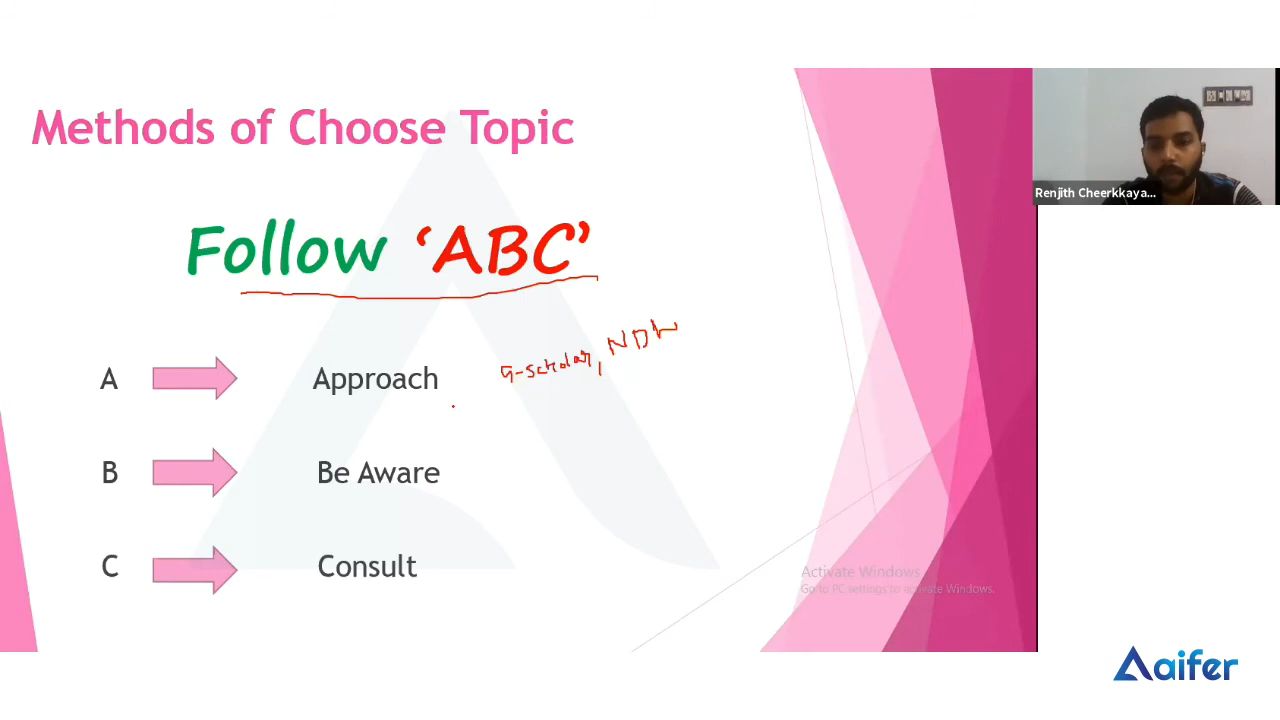 Methods of Choose Topic
Follow ‘ABC’
A Approach
G-Scholar, NDL
B Be Aware
C Consult
Renjith Cheerkkaya...
Activate Windows
Go to PC settings to activate Windows.
aifer